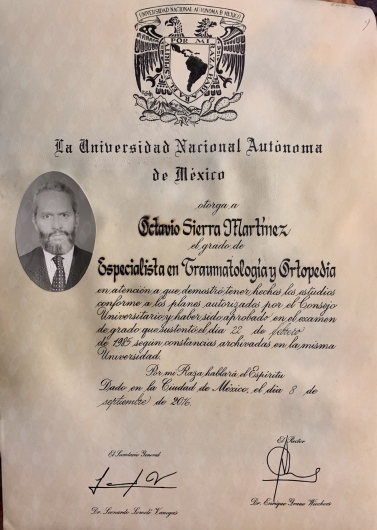 UNIVERSIDAD NACIONAL AUTÓNOMA DE MÉXICO
POR MI RAZA HABLARÁ EL ESPÍRITU
La Universidad Nacional Autónoma
de México
otorga a
Octavio Sierra Martínez
el grado de
Especialista en Traumatología y Ortopedia
en atención a que demostró tener hechos los estudios
conforme a los planes autorizados por el Consejo
Universitario y haber sido aprobado en el examen
de grado que sustentó el día 22 de febrero
de 1985 según constancias archivadas en la misma
Universidad.
Por mi Raza hablará el Espíritu
Dado en la Ciudad de México, el día 8 de
septiembre de 2016.
El Secretario General
El Rector
Dr. Leonardo Lomelí Vanegas
Dr. Enrique Graue Wiechers